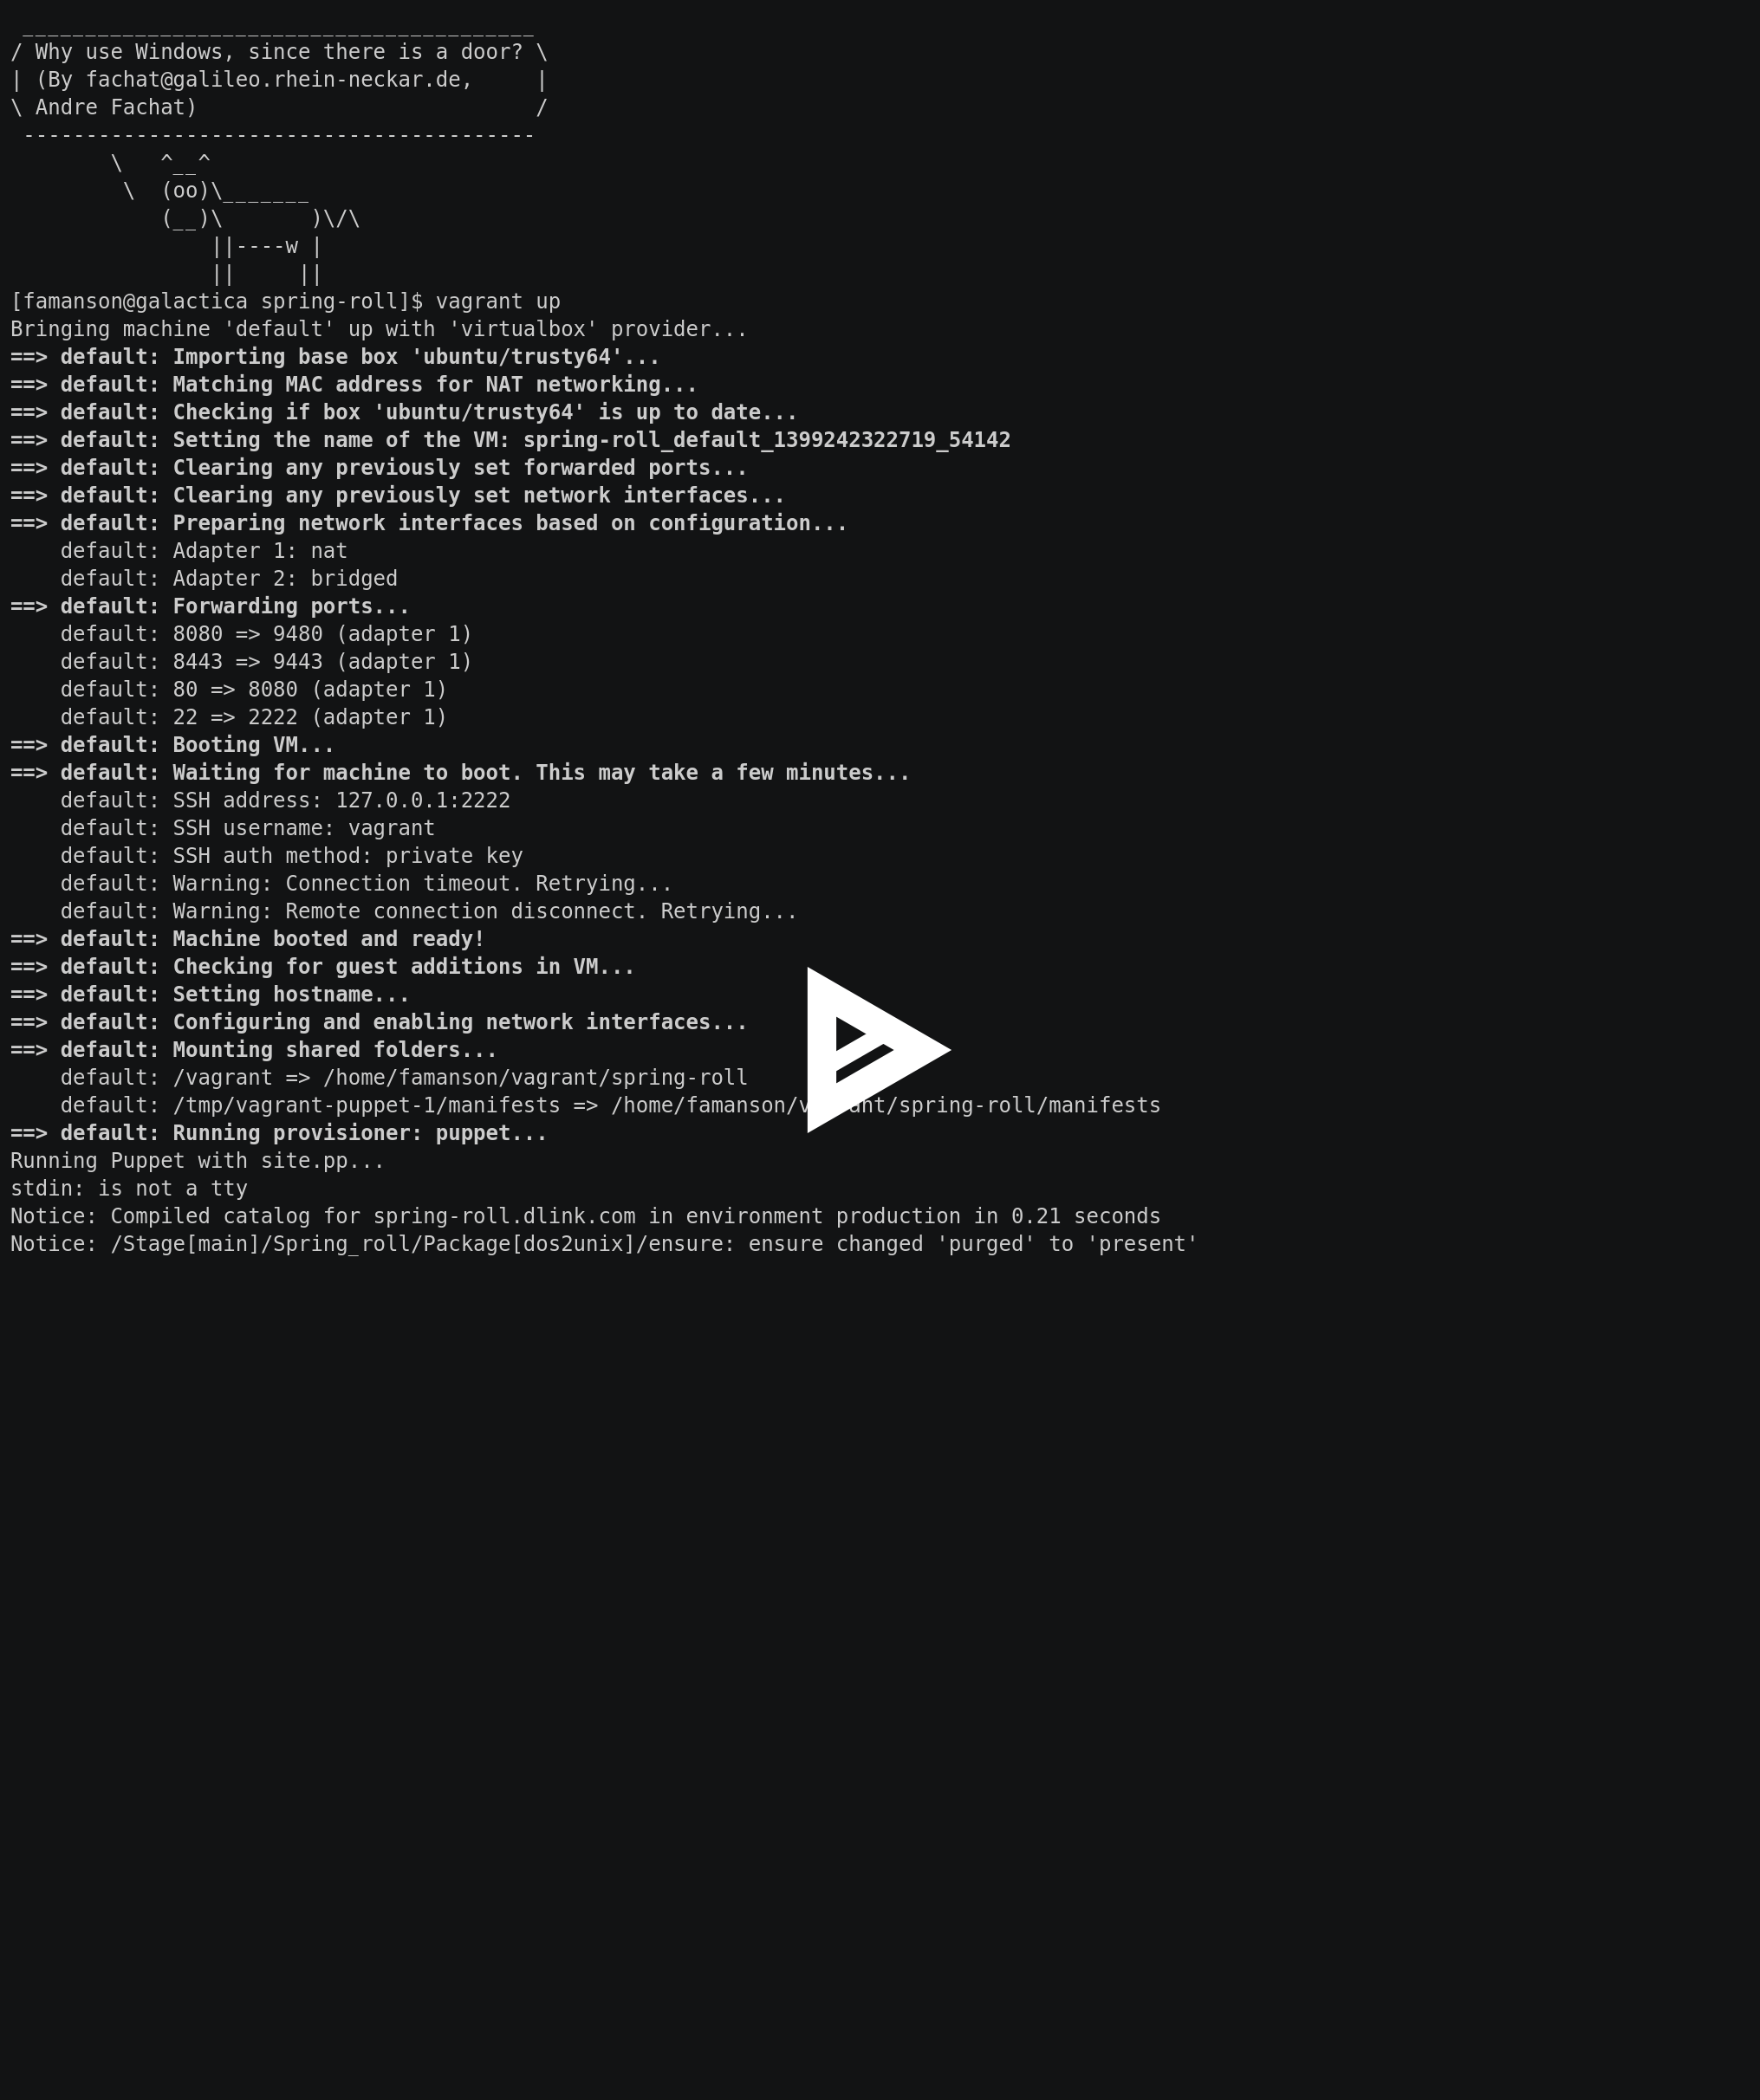 _________________________________________
/ Why use Windows, since there is a door? \
| (By fachat@galileo.rhein-neckar.de,     |
\ Andre Fachat)                           /
 -----------------------------------------
        \   ^__^
         \  (oo)\_______
            (__)\       )\/\
                ||----w |
                ||     ||
[famanson@galactica spring-roll]$ vagrant up
Bringing machine 'default' up with 'virtualbox' provider...
==> default: Importing base box 'ubuntu/trusty64'...
==> default: Matching MAC address for NAT networking...
==> default: Checking if box 'ubuntu/trusty64' is up to date...
==> default: Setting the name of the VM: spring-roll_default_1399242322719_54142
==> default: Clearing any previously set forwarded ports...
==> default: Clearing any previously set network interfaces...
==> default: Preparing network interfaces based on configuration...
    default: Adapter 1: nat
    default: Adapter 2: bridged
==> default: Forwarding ports...
    default: 8080 => 9480 (adapter 1)
    default: 8443 => 9443 (adapter 1)
    default: 80 => 8080 (adapter 1)
    default: 22 => 2222 (adapter 1)
==> default: Booting VM...
==> default: Waiting for machine to boot. This may take a few minutes...
    default: SSH address: 127.0.0.1:2222
    default: SSH username: vagrant
    default: SSH auth method: private key
    default: Warning: Connection timeout. Retrying...
    default: Warning: Remote connection disconnect. Retrying...
==> default: Machine booted and ready!
==> default: Checking for guest additions in VM...
==> default: Setting hostname...
==> default: Configuring and enabling network interfaces...
==> default: Mounting shared folders...
    default: /vagrant => /home/famanson/vagrant/spring-roll
    default: /tmp/vagrant-puppet-1/manifests => /home/famanson/vagrant/spring-roll/manifests
==> default: Running provisioner: puppet...
Running Puppet with site.pp...
stdin: is not a tty
Notice: Compiled catalog for spring-roll.dlink.com in environment production in 0.21 seconds
Notice: /Stage[main]/Spring_roll/Package[dos2unix]/ensure: ensure changed 'purged' to 'present'